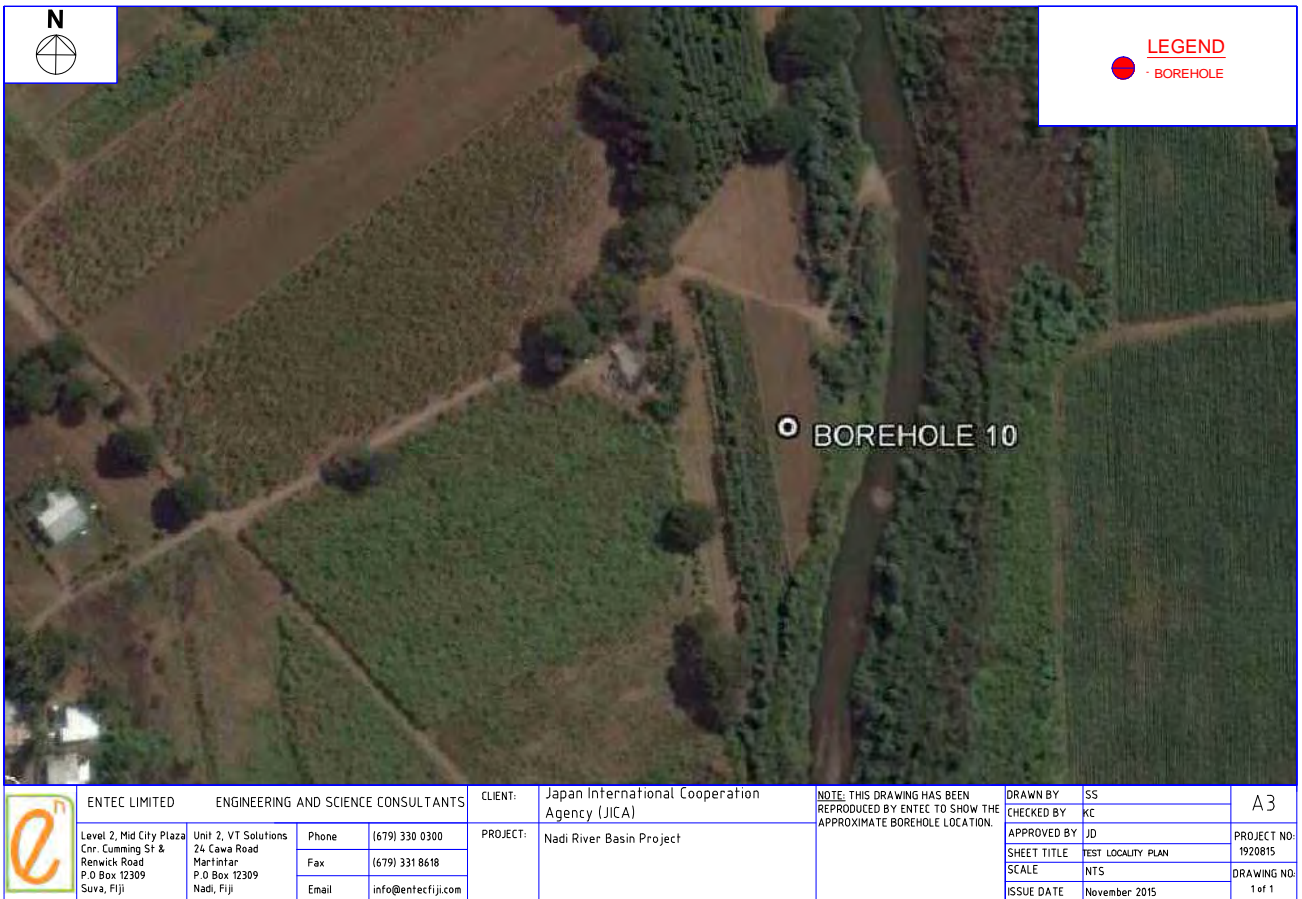 N
LEGEND
- BOREHOLE
BOREHOLE 10
en
ENTEC LIMITED
ENGINEERING AND SCIENCE CONSULTANTS
Level 2, Mid City Plaza
Cnr. Cumming St &
Renwick Road
P.O Box 12309
Suva, Fiji
Unit 2, VT Solutions
24 Cawa Road
Martintar
P.O Box 12309
Nadi, Fiji
Phone
(679) 330 0300
Fax
(679) 331 8618
Email
info@entecfiji.com
CLIENT:
Japan International Cooperation
Agency (JICA)
PROJECT:
Nadi River Basin Project
NOTE: THIS DRAWING HAS BEEN
REPRODUCED BY ENTEC TO SHOW THE
APPROXIMATE BOREHOLE LOCATION.
DRAWN BY
SS
CHECKED BY
KC
APPROVED BY
JD
SHEET TITLE
TEST LOCALITY PLAN
SCALE
NTS
ISSUE DATE
November 2015
A3
PROJECT NO:
1920815
DRAWING NO:
1 of 1